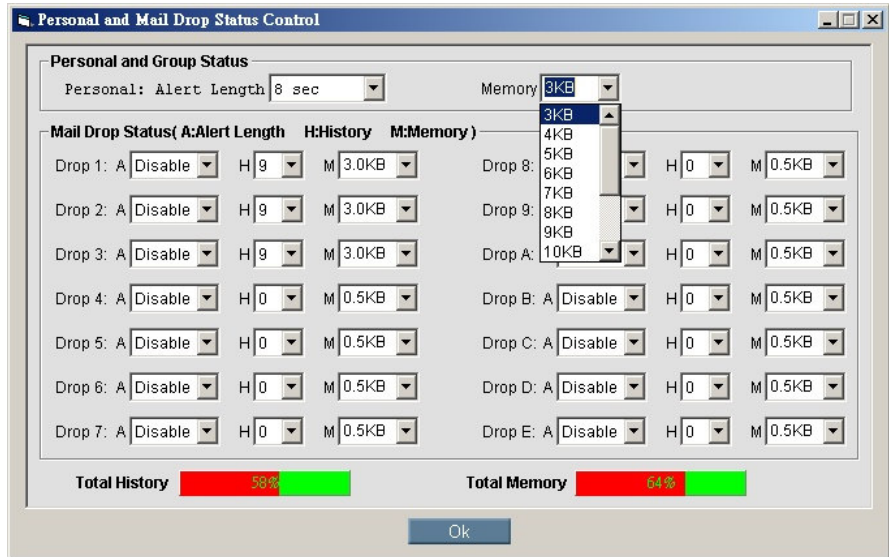 Personal and Mail Drop Status Control
Personal and Group Status
Personal: Alert Length 8 sec Memory 3KB
3KB
4KB
5KB
6KB
7KB
8KB
9KB
10KB
Mail Drop Status( A:Alert Length H:History M:Memory )
Drop 1: A Disable H 9 M 3.0KB Drop 8: H 0 M 0.5KB
Drop 2: A Disable H 9 M 3.0KB Drop 9: H 0 M 0.5KB
Drop 3: A Disable H 9 M 3.0KB Drop A: H 0 M 0.5KB
Drop 4: A Disable H 0 M 0.5KB Drop B: A Disable H 0 M 0.5KB
Drop 5: A Disable H 0 M 0.5KB Drop C: A Disable H 0 M 0.5KB
Drop 6: A Disable H 0 M 0.5KB Drop D: A Disable H 0 M 0.5KB
Drop 7: A Disable H 0 M 0.5KB Drop E: A Disable H 0 M 0.5KB
Total History 58% Total Memory 64%
Ok